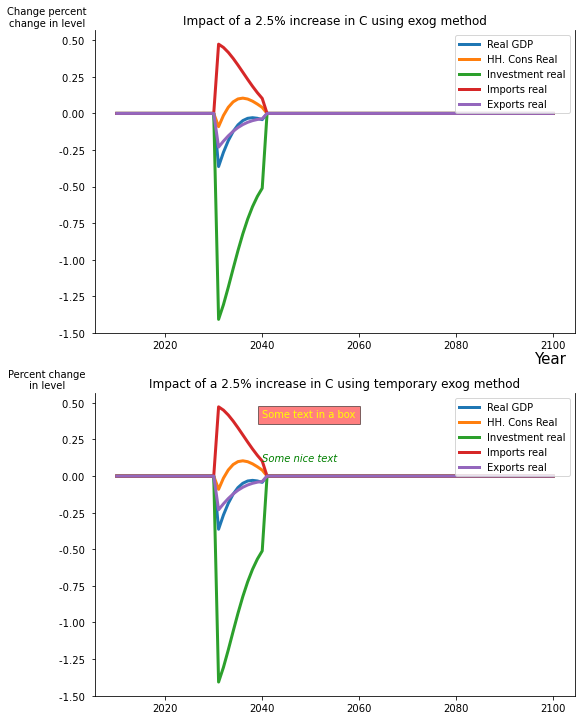 Change percent
change in level
Impact of a 2.5% increase in C using exog method
0.50
0.25
0.00
-0.25
-0.50
-0.75
-1.00
-1.25
-1.50
Real GDP
HH. Cons Real
Investment real
Imports real
Exports real
2020
2040
2060
2080
2100
Year
Percent change
in level
Impact of a 2.5% increase in C using temporary exog method
0.50
0.25
0.00
-0.25
-0.50
-0.75
-1.00
-1.25
-1.50
Some text in a box
Some nice text
Real GDP
HH. Cons Real
Investment real
Imports real
Exports real
2020
2040
2060
2080
2100